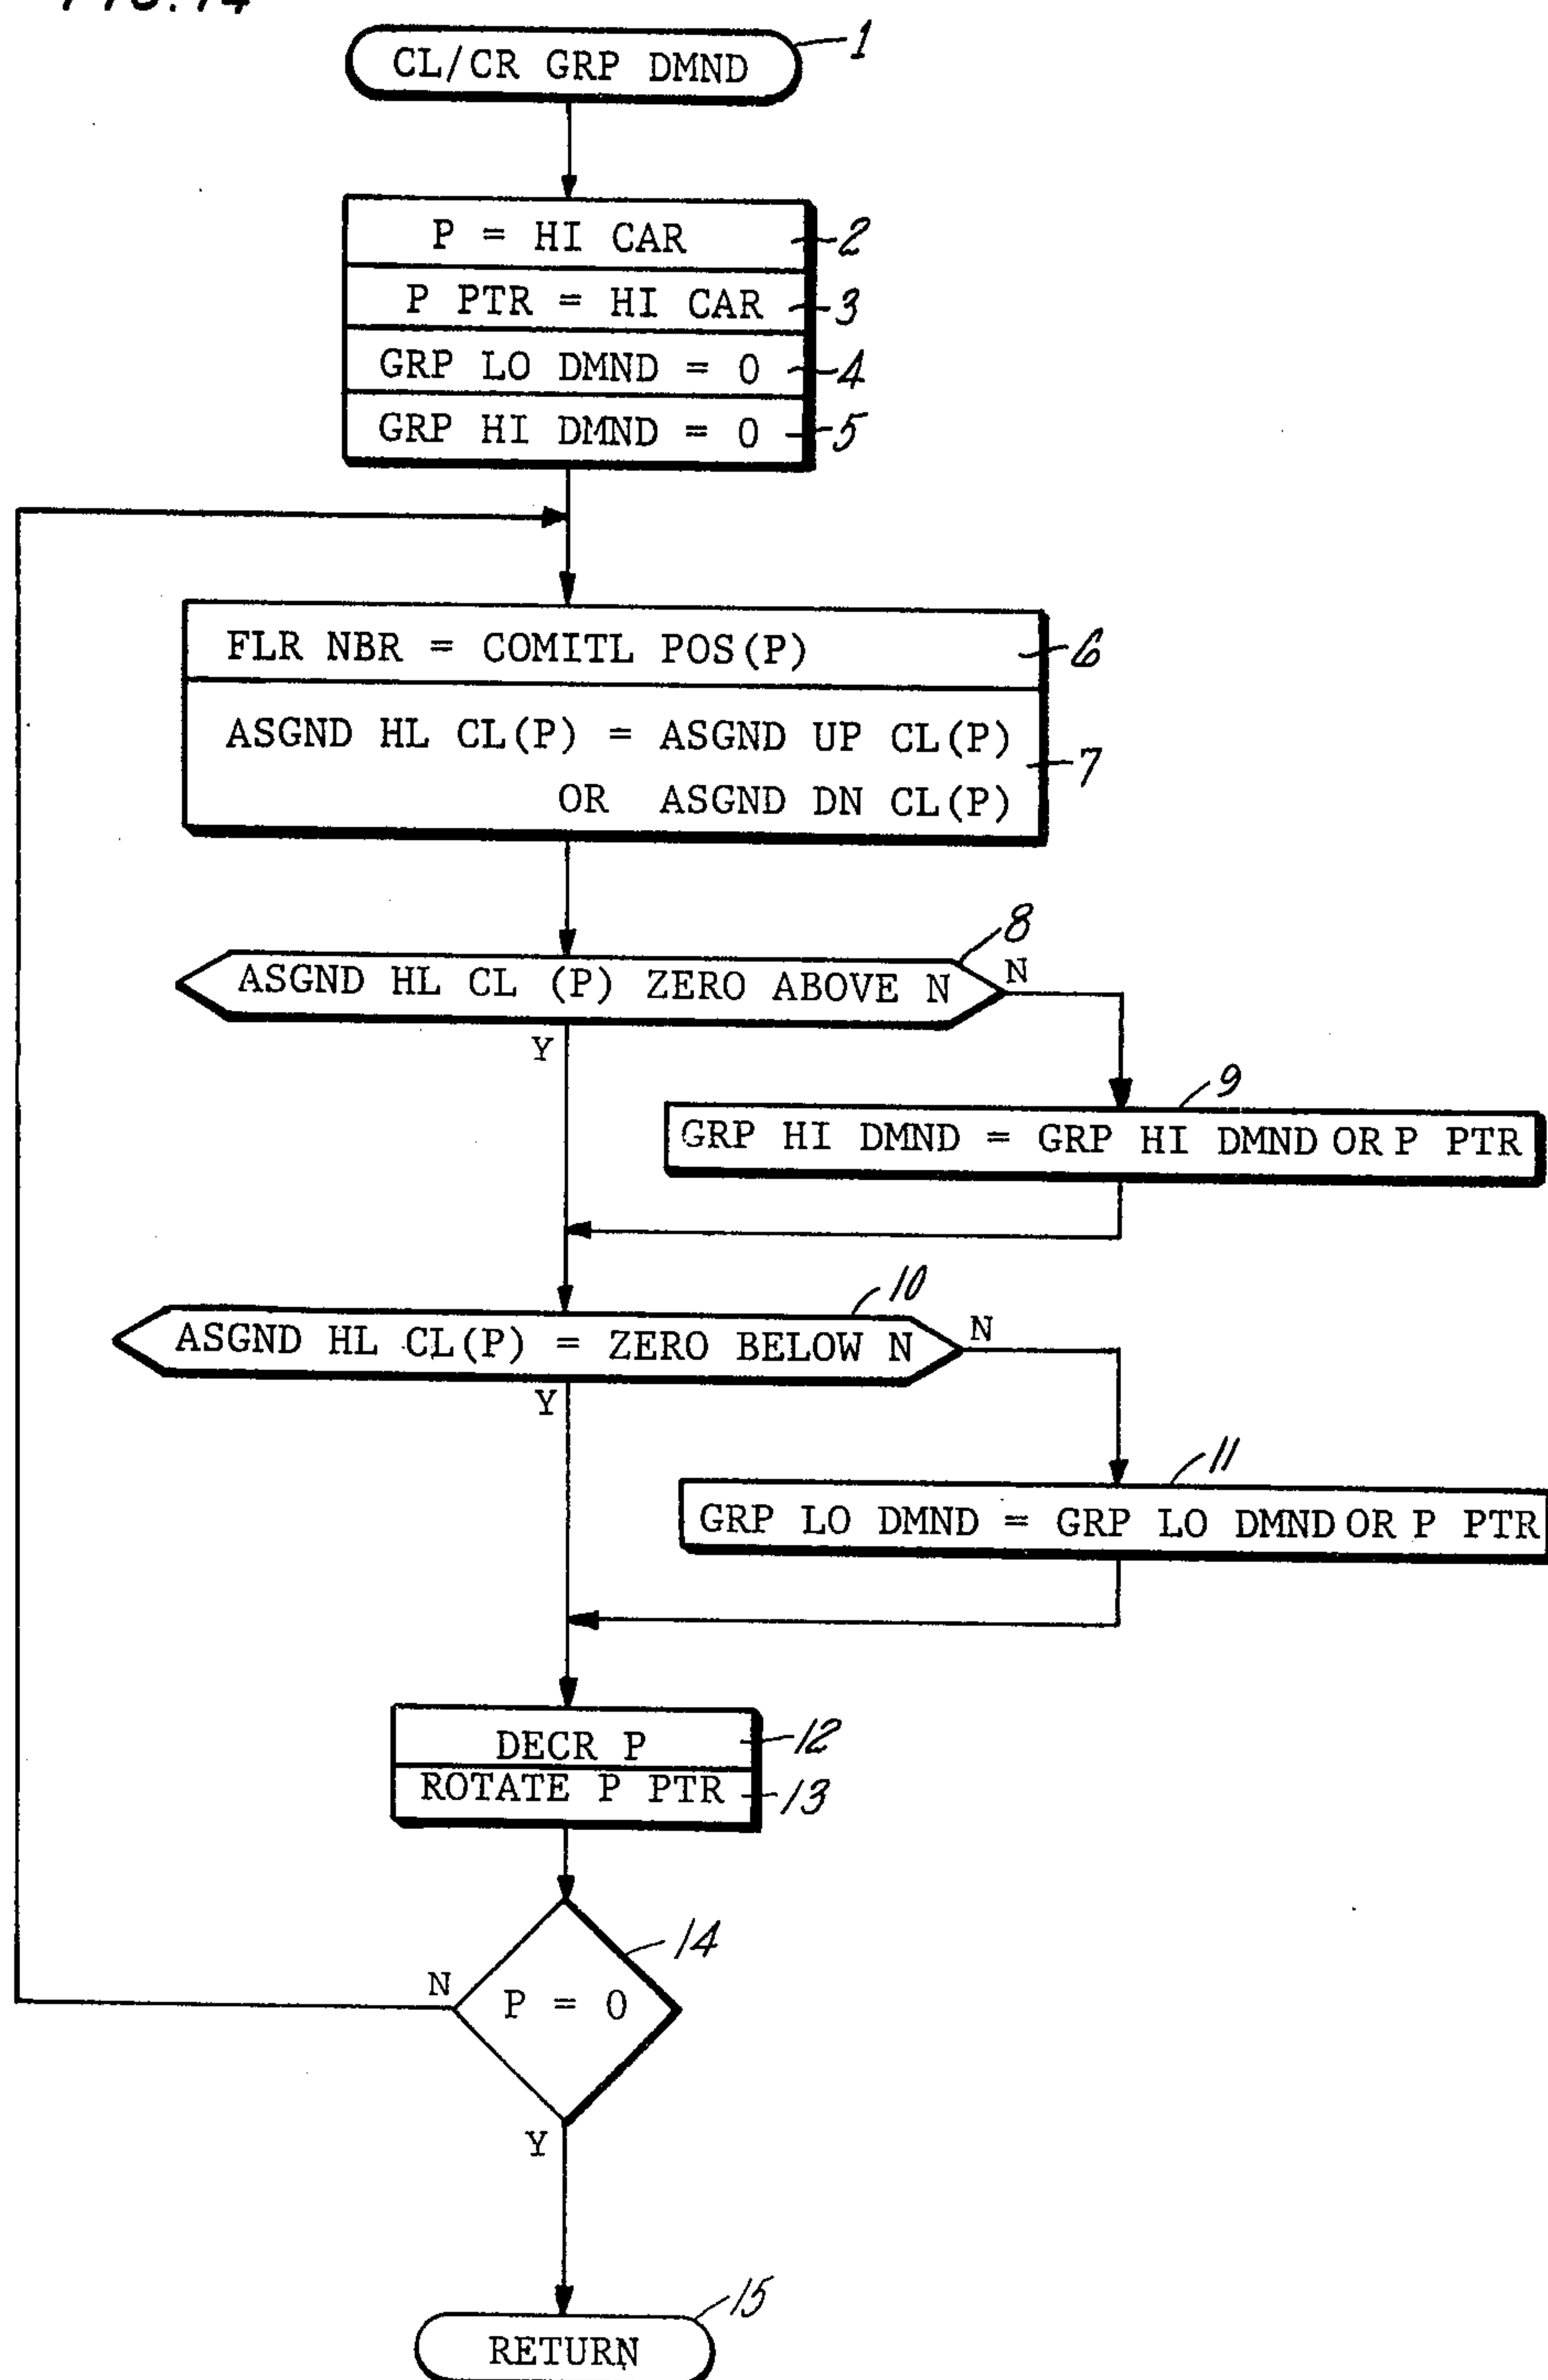 FIG. 14
CL/CR GRP DMND
1
P = HI CAR
2
P PTR = HI CAR
3
GRP LO DMND = 0
4
GRP HI DMND = 0
5
FLR NBR = COMITL POS(P)
6
ASGND HL CL(P) = ASGND UP CL(P)
OR ASGND DN CL(P)
7
8
ASGND HL CL (P) ZERO ABOVE N
N
Y
9
GRP HI DMND = GRP HI DMND OR P PTR
10
ASGND HL CL(P) = ZERO BELOW N
N
Y
11
GRP LO DMND = GRP LO DMND OR P PTR
DECR P
12
ROTATE P PTR
13
14
N
P = 0
Y
15
RETURN